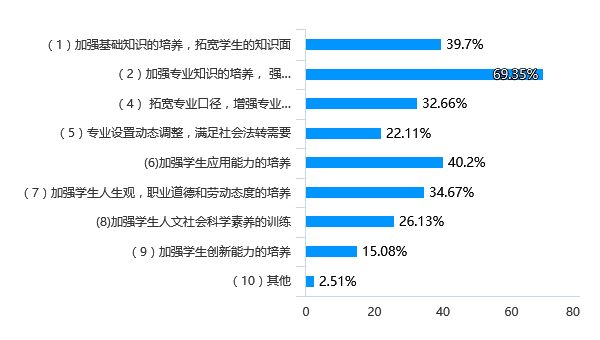 （1）加强基础知识的培养，拓宽学生的知识面 39.7%
（2）加强专业知识的培养， 强... 69.35%
（4） 拓宽专业口径，增强专业... 32.66%
（5）专业设置动态调整，满足社会法转需要 22.11%
(6)加强学生应用能力的培养 40.2%
（7）加强学生人生观，职业道德和劳动态度的培养 34.67%
(8)加强学生人文社会科学素养的训练 26.13%
（9）加强学生创新能力的培养 15.08%
（10）其他 2.51%
0 20 40 60 80